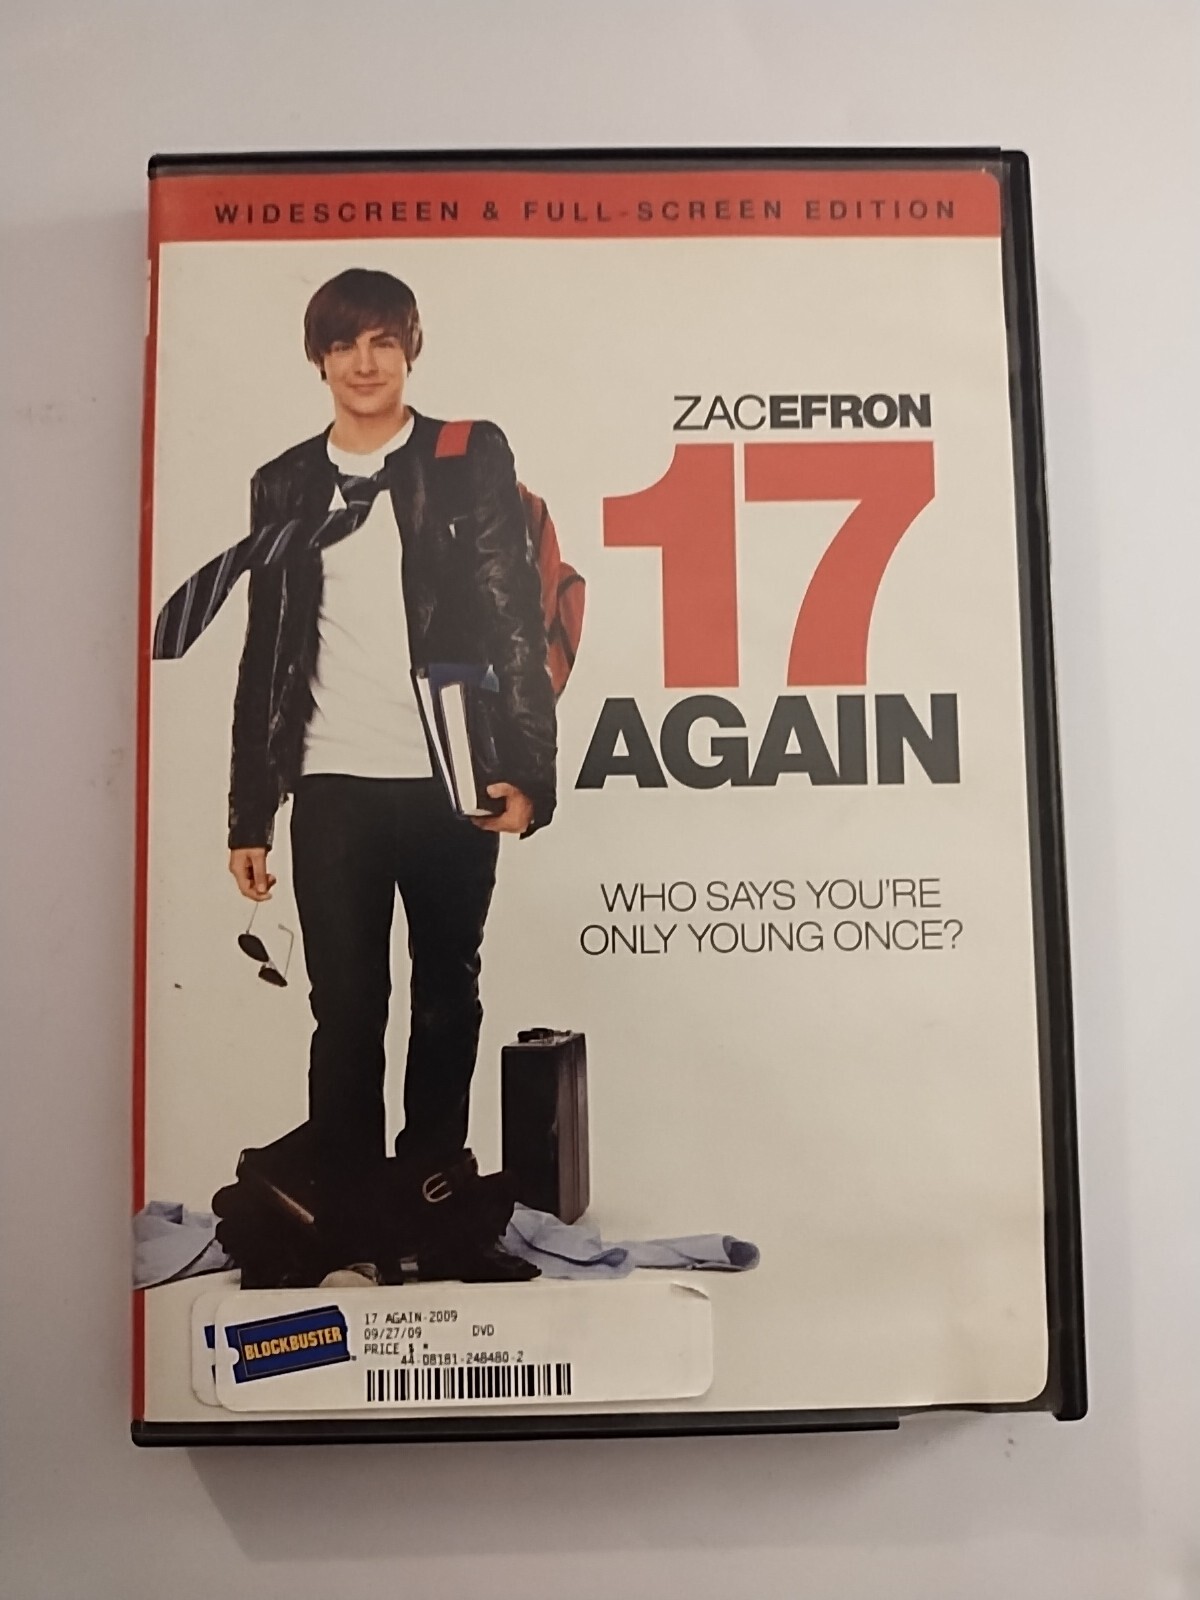 WIDESCREEN & FULL-SCREEN EDITION
ZACEFRON
17
AGAIN
WHO SAYS YOU'RE
ONLY YOUNG ONCE?
BLOCKBUSTER
17 AGAIN-2009
09/27/09 DVD
PRICE $ *
44-08181-248480-2